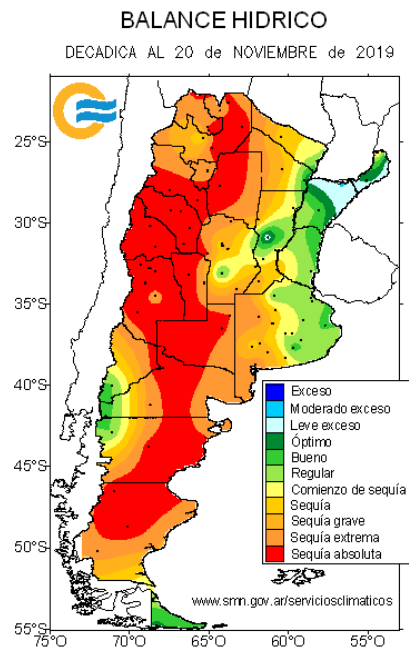 BALANCE HIDRICO
DECADICA AL 20 de NOVIEMBRE de 2019
25°S
30°S
35°S
40°S
45°S
50°S
55°S
75°O 70°O 65°O 60°O 55°O
Exceso
Moderado exceso
Leve exceso
Óptimo
Bueno
Regular
Comienzo de sequía
Sequía
Sequía grave
Sequía extrema
Sequía absoluta
www.smn.gov.ar/serviciosclimaticos